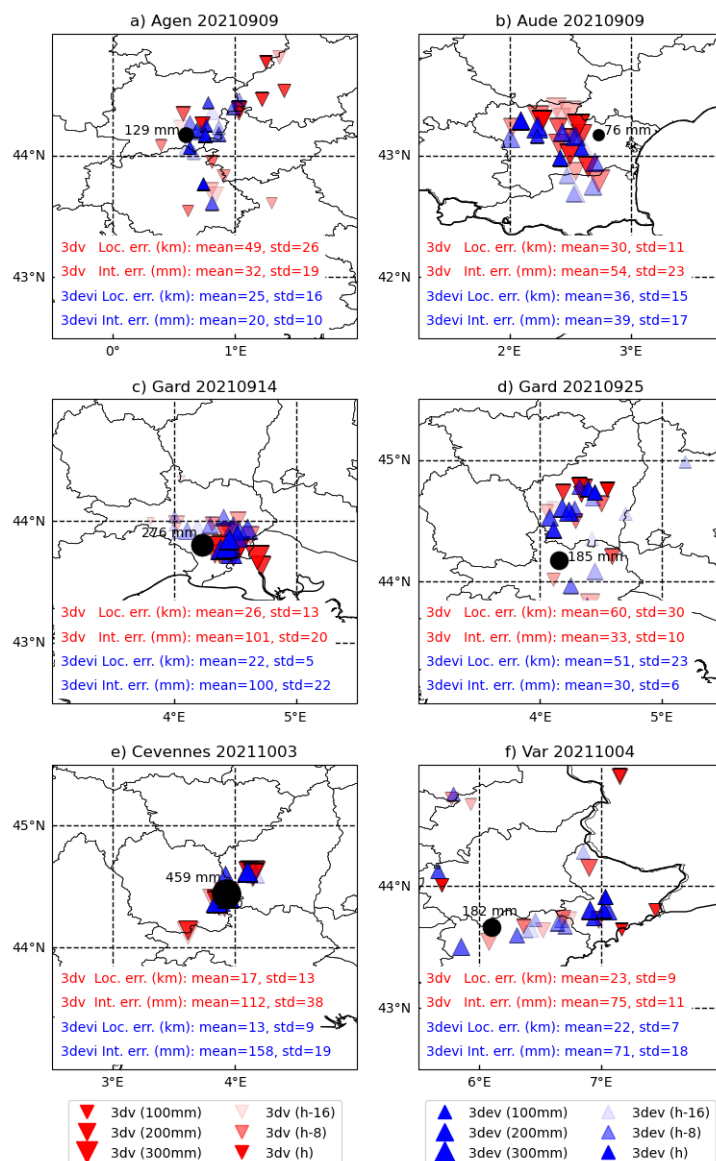 a) Agen 20210909
b) Aude 20210909
44°N
129 mm
44°N
76 mm
43°N
3dv Loc. err. (km): mean=49, std=26
3dv Int. err. (mm): mean=32, std=19
3devi Loc. err. (km): mean=25, std=16
3devi Int. err. (mm): mean=20, std=10
42°N
3dv Loc. err. (km): mean=30, std=11
3dv Int. err. (mm): mean=54, std=23
3devi Loc. err. (km): mean=36, std=15
3devi Int. err. (mm): mean=39, std=17
0°
1°E
2°E
3°E
c) Gard 20210914
d) Gard 20210925
44°N
276 mm
45°N
185 mm
44°N
43°N
3dv Loc. err. (km): mean=26, std=13
3dv Int. err. (mm): mean=101, std=20
3devi Loc. err. (km): mean=22, std=5
3devi Int. err. (mm): mean=100, std=22
3dv Loc. err. (km): mean=60, std=30
3dv Int. err. (mm): mean=33, std=10
3devi Loc. err. (km): mean=51, std=23
3devi Int. err. (mm): mean=30, std=6
4°E
5°E
4°E
5°E
e) Cevennes 20211003
f) Var 20211004
45°N
459 mm
44°N
44°N
182 mm
43°N
3dv Loc. err. (km): mean=17, std=13
3dv Int. err. (mm): mean=112, std=38
3devi Loc. err. (km): mean=13, std=9
3devi Int. err. (mm): mean=158, std=19
3dv Loc. err. (km): mean=23, std=9
3dv Int. err. (mm): mean=75, std=11
3devi Loc. err. (km): mean=22, std=7
3devi Int. err. (mm): mean=71, std=18
3°E
4°E
6°E
7°E
3dv (100mm)
3dv (200mm)
3dv (300mm)
3dv (h-16)
3dv (h-8)
3dv (h)
3dev (100mm)
3dev (200mm)
3dev (300mm)
3dev (h-16)
3dev (h-8)
3dev (h)